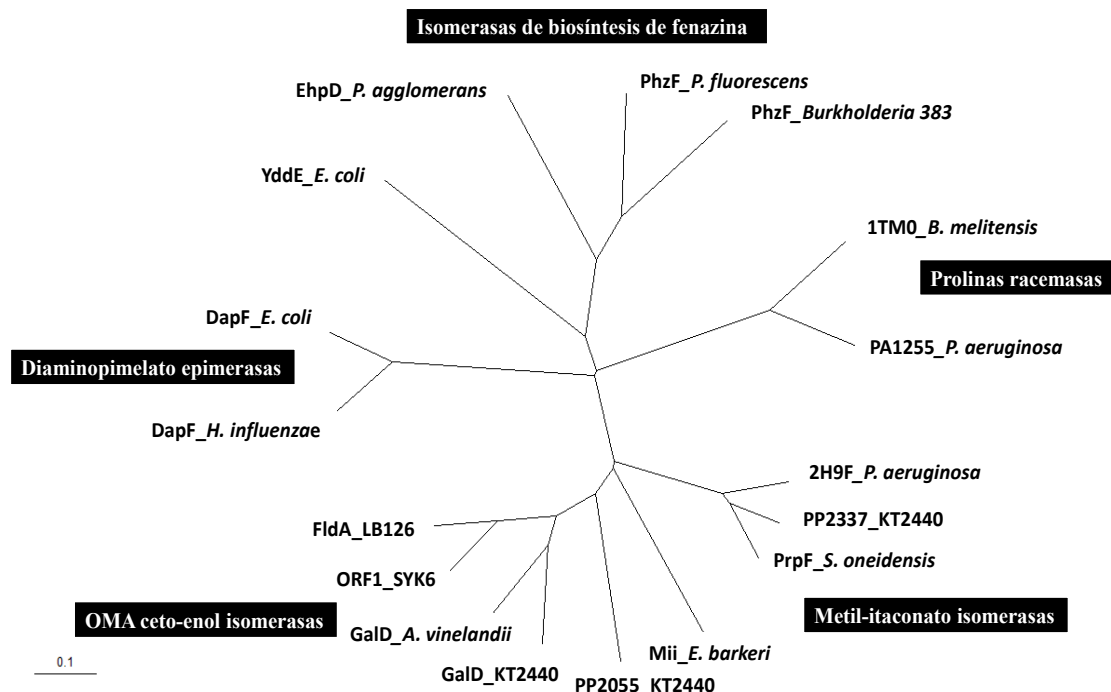 Isomerasas de biosíntesis de fenazina
EhpD_P. agglomerans
PhzF_P. fluorescens
PhzF_Burkholderia 383
YddE_E. coli
1TM0_B. melitensis
Prolinas racemasas
DapF_E. coli
PA1255_P. aeruginosa
Diaminopimelato epimerasas
DapF_H. influenzae
2H9F_P. aeruginosa
PP2337_KT2440
FldA_LB126
PrpF_S. oneidensis
ORF1_SYK6
OMA ceto-enol isomerasas
Metil-itaconato isomerasas
GalD_A. vinelandii
Mii_E. barkeri
GalD_KT2440
PP2055_KT2440
0.1